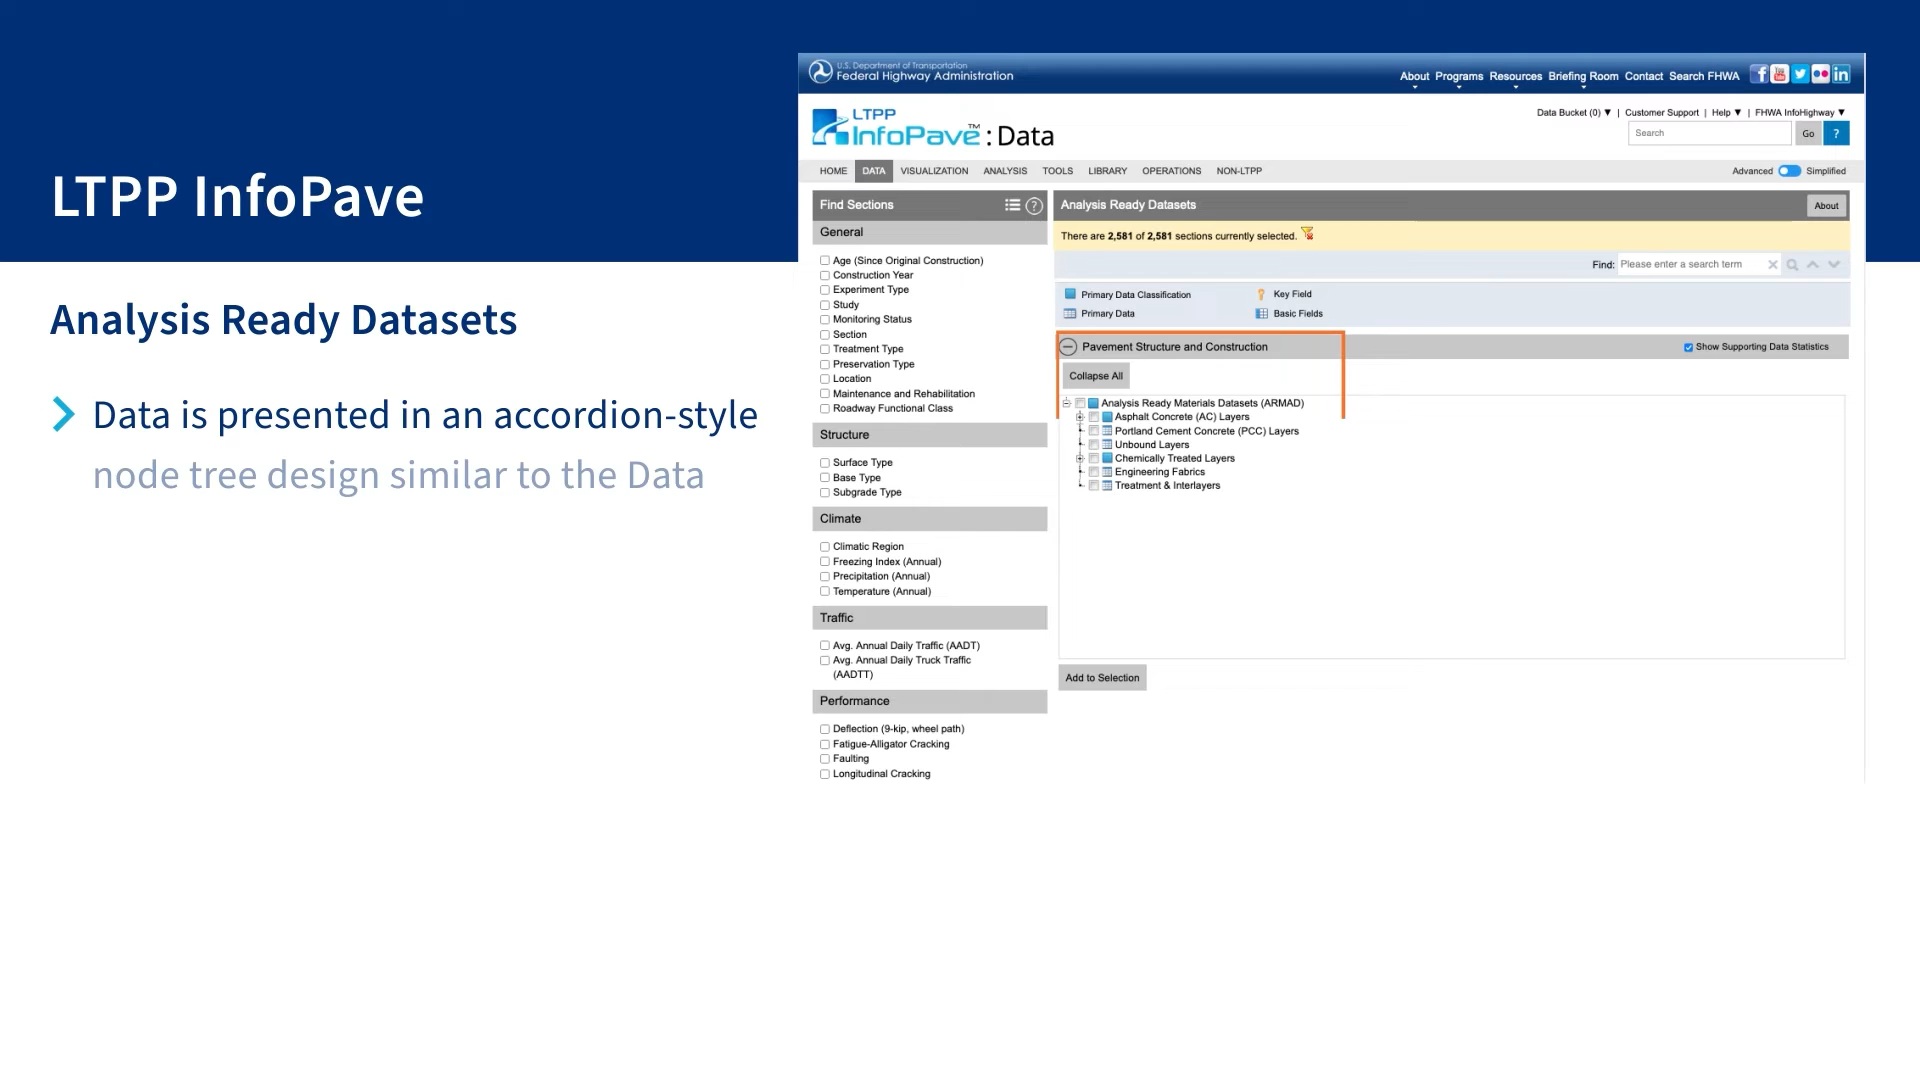 LTPP InfoPave
Analysis Ready Datasets
Data is presented in an accordion-style
node tree design similar to the Data
U.S. Department of Transportation
Federal Highway Administration
About Programs Resources Briefing Room Contact Search FHWA
LTPP
InfoPave™ : Data
Data Bucket (0) ▼ | Customer Support | Help ▼ | FHWA InfoHighway ▼
Search Go ?
HOME DATA VISUALIZATION ANALYSIS TOOLS LIBRARY OPERATIONS NON-LTPP
Advanced Simplified
Find Sections ?
General
Age (Since Original Construction)
Construction Year
Experiment Type
Study
Monitoring Status
Section
Treatment Type
Preservation Type
Location
Maintenance and Rehabilitation
Roadway Functional Class
Structure
Surface Type
Base Type
Subgrade Type
Climate
Climatic Region
Freezing Index (Annual)
Precipitation (Annual)
Temperature (Annual)
Traffic
Avg. Annual Daily Traffic (AADT)
Avg. Annual Daily Truck Traffic
(AADTT)
Performance
Deflection (9-kip, wheel path)
Fatigue-Alligator Cracking
Faulting
Longitudinal Cracking
Analysis Ready Datasets About
There are 2,581 of 2,581 sections currently selected.
Find: Please enter a search term
Primary Data Classification Key Field
Primary Data Basic Fields
Pavement Structure and Construction Show Supporting Data Statistics
Collapse All
Analysis Ready Materials Datasets (ARMAD)
Asphalt Concrete (AC) Layers
Portland Cement Concrete (PCC) Layers
Unbound Layers
Chemically Treated Layers
Engineering Fabrics
Treatment & Interlayers
Add to Selection